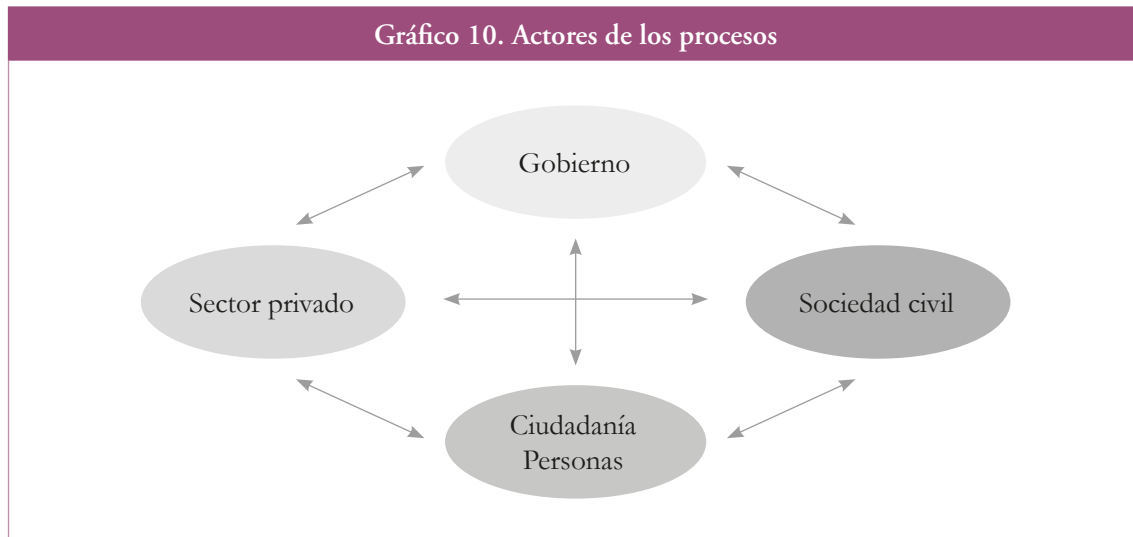 Gráfico 10. Actores de los procesos
Gobierno
Sector privado
Sociedad civil
Ciudadanía
Personas